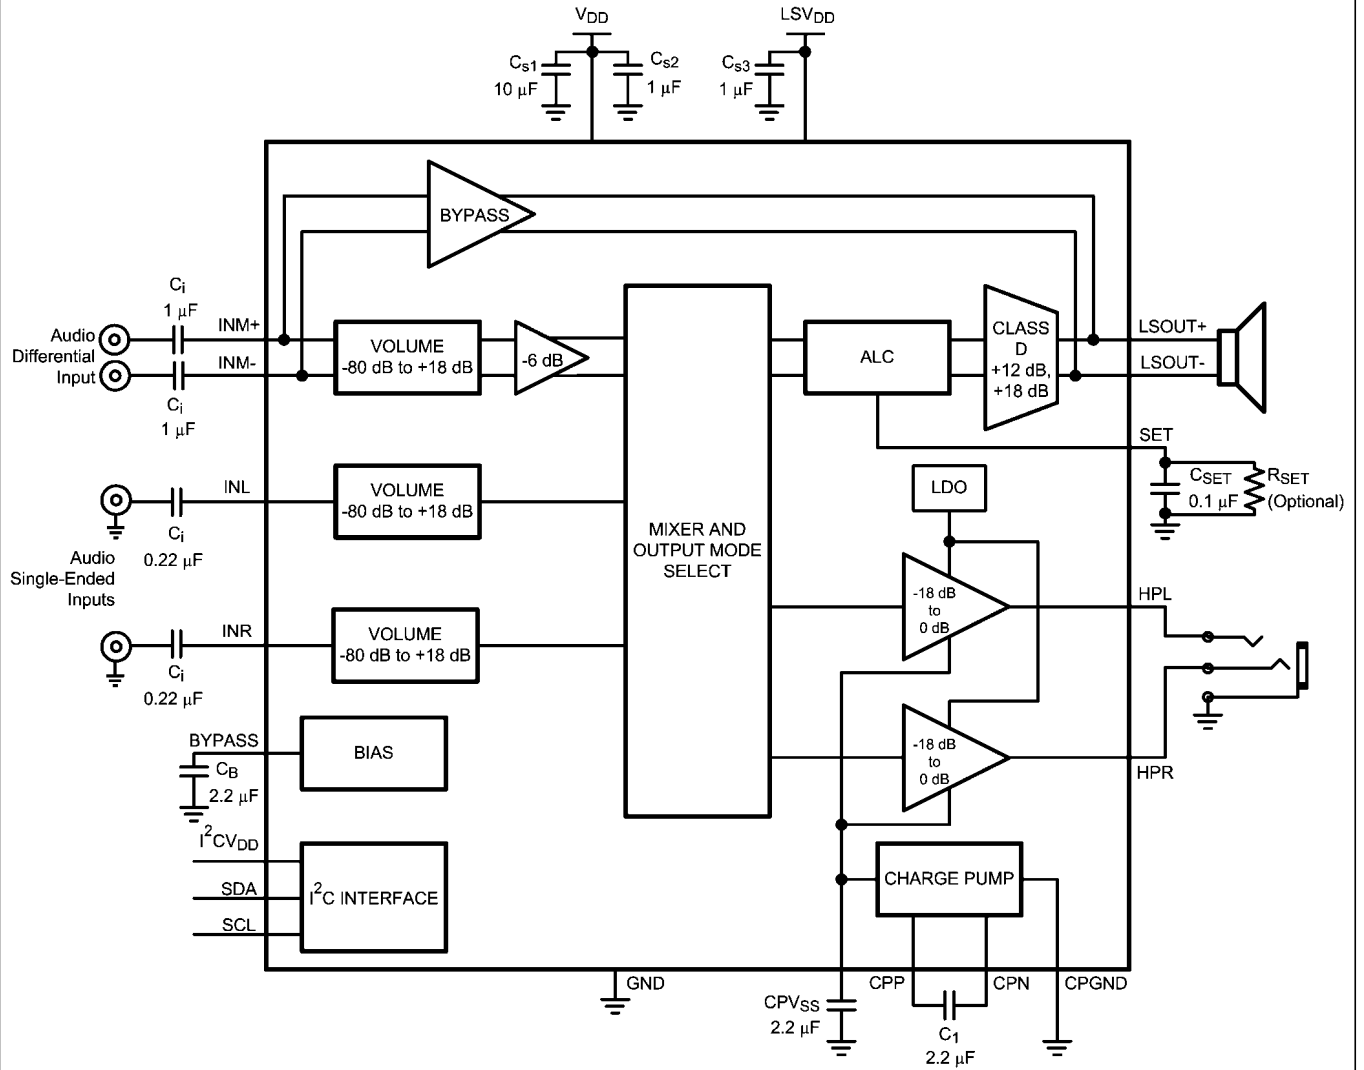 VDD
LSVDD
Cs1
10 µF
Cs2
1 µF
Cs3
1 µF
BYPASS
Ci
1 µF
Audio
Differential
Input
INM+
INM-
Ci
1 µF
VOLUME
-80 dB to +18 dB
-6 dB
ALC
CLASS
D
+12 dB,
+18 dB
LSOUT+
LSOUT-
SET
CSET
0.1 µF
RSET
(Optional)
INL
Ci
0.22 µF
VOLUME
-80 dB to +18 dB
MIXER AND
OUTPUT MODE
SELECT
LDO
Audio
Single-Ended
Inputs
-18 dB
to
0 dB
HPL
INR
Ci
0.22 µF
VOLUME
-80 dB to +18 dB
-18 dB
to
0 dB
HPR
BYPASS
CB
2.2 µF
BIAS
I2CVDD
SDA
SCL
I2C INTERFACE
CHARGE PUMP
GND
CPVSS
2.2 µF
CPP
CPN
CPGND
C1
2.2 µF